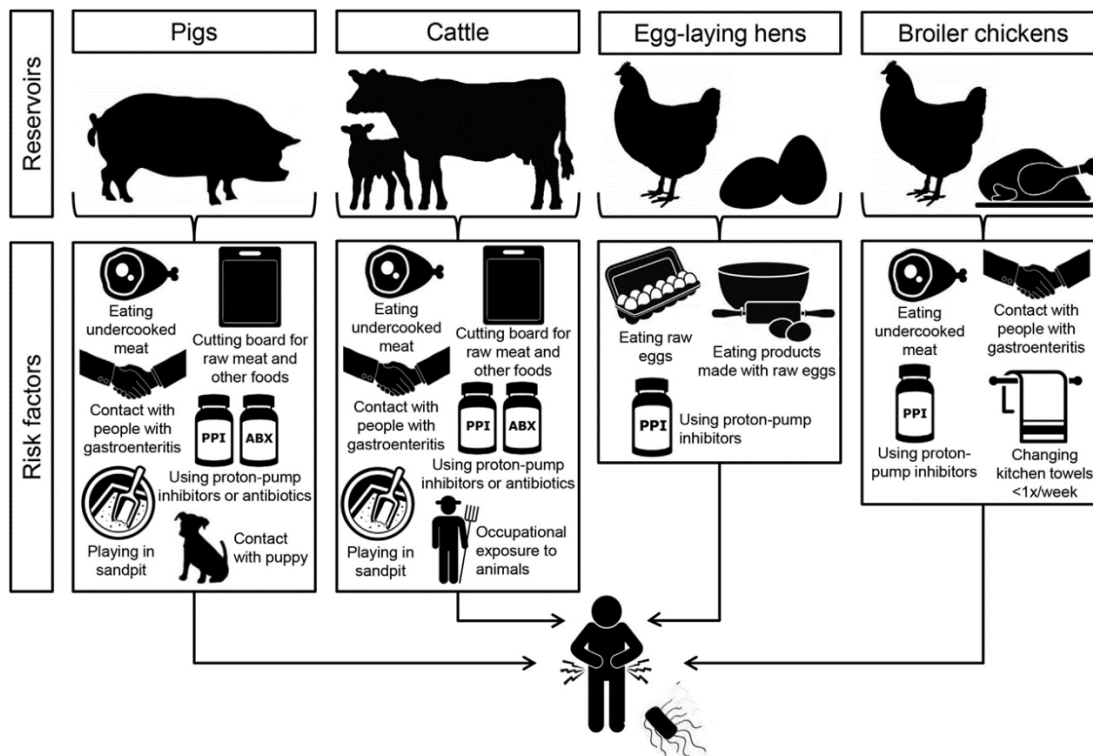 Reservoirs
Pigs
Cattle
Egg-laying hens
Broiler chickens
Risk factors
Eating
undercooked
meat
Cutting board for
raw meat and
other foods
Contact with
people with
gastroenteritis
PPI
ABX
Using proton-pump
inhibitors or antibiotics
Playing in
sandpit
Contact
with puppy
Eating
undercooked
meat
Cutting board for
raw meat and
other foods
Contact with
people with
gastroenteritis
PPI
ABX
Using proton-pump
inhibitors or antibiotics
Playing in
sandpit
Occupational
exposure to
animals
Eating raw
eggs
Eating products
made with raw eggs
PPI
Using proton-pump
inhibitors
Eating
undercooked
meat
Contact with
people with
gastroenteritis
PPI
Using proton-
pump inhibitors
Changing
kitchen towels
<1x/week